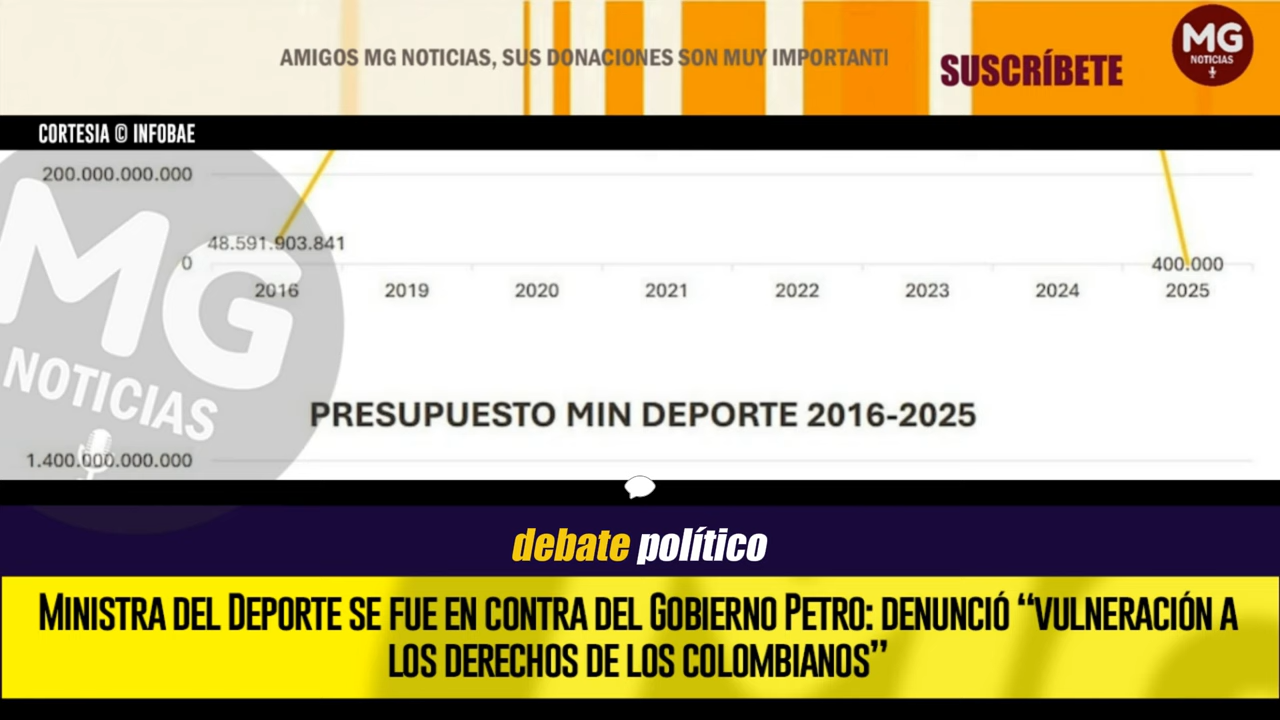 AMIGOS MG NOTICIAS, SUS DONACIONES SON MUY IMPORTANT
SUSCRÍBETE
MG
NOTICIAS
CORTESIA © INFOBAE
200.000.000.000
48.591.903.841
0
400.000
2016 2019 2020 2021 2022 2023 2024 2025
MG
NOTICIAS
PRESUPUESTO MIN DEPORTE 2016-2025
1.400.000.000.000
debate político
MINISTRA DEL DEPORTE SE FUE EN CONTRA DEL GOBIERNO PETRO: DENUNCIÓ “VULNERACIÓN A
LOS DERECHOS DE LOS COLOMBIANOS”